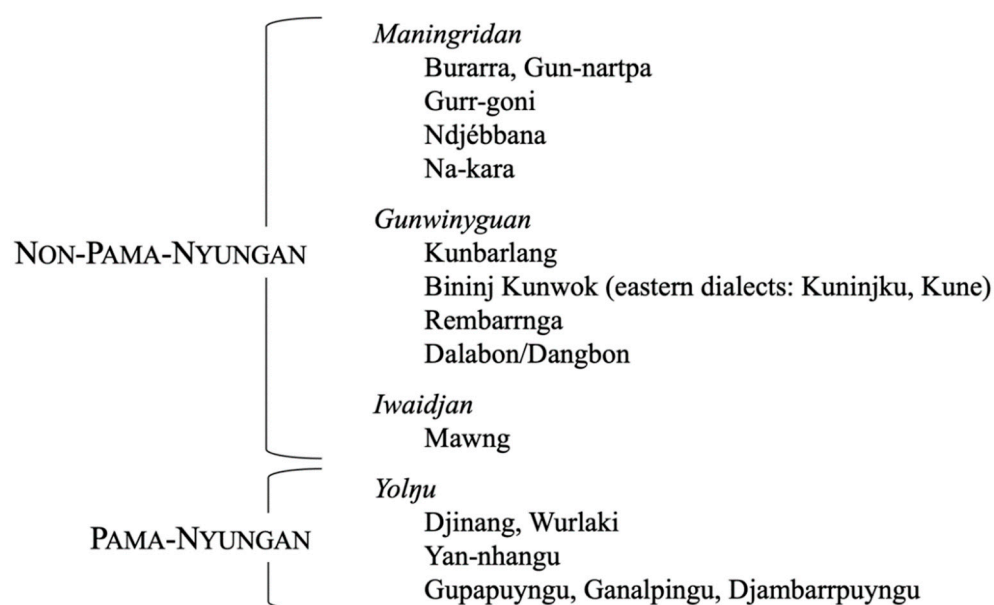 Maningridan
Burarra, Gun-nartpa
Gurr-goni
Ndjébbana
Na-kara
Gunwinyguan
NON-PAMA-NYUNGAN
Kunbarlang
Bininj Kunwok (eastern dialects: Kuninjku, Kune)
Rembarrnga
Dalabon/Dangbon
Iwaidjan
Mawng
Yolŋu
Djinang, Wurlaki
PAMA-NYUNGAN
Yan-nhangu
Gupapuyngu, Ganalpingu, Djambarrpuyngu